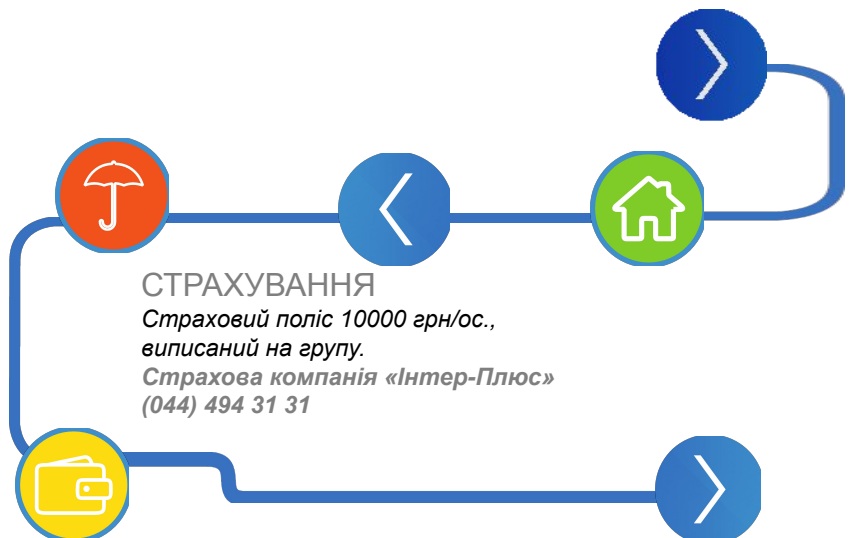 СТРАХУВАННЯ
Страховий поліс 10000 грн/ос.,
виписаний на групу.
Страхова компанія «Інтер-Плюс»
(044) 494 31 31